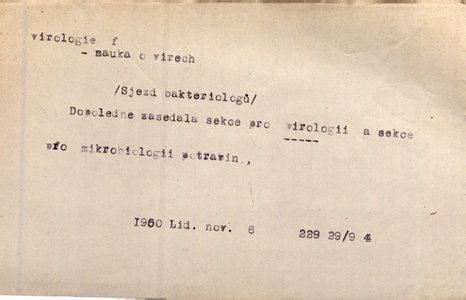 virologie f
- nauka o virech
/Sjezd bakteriologů/
Dopoledne zasedala sekce pro virologii a sekce
pro mikrobiologii potravin.,
1950 Lid. nov. 6 229 29/9 4